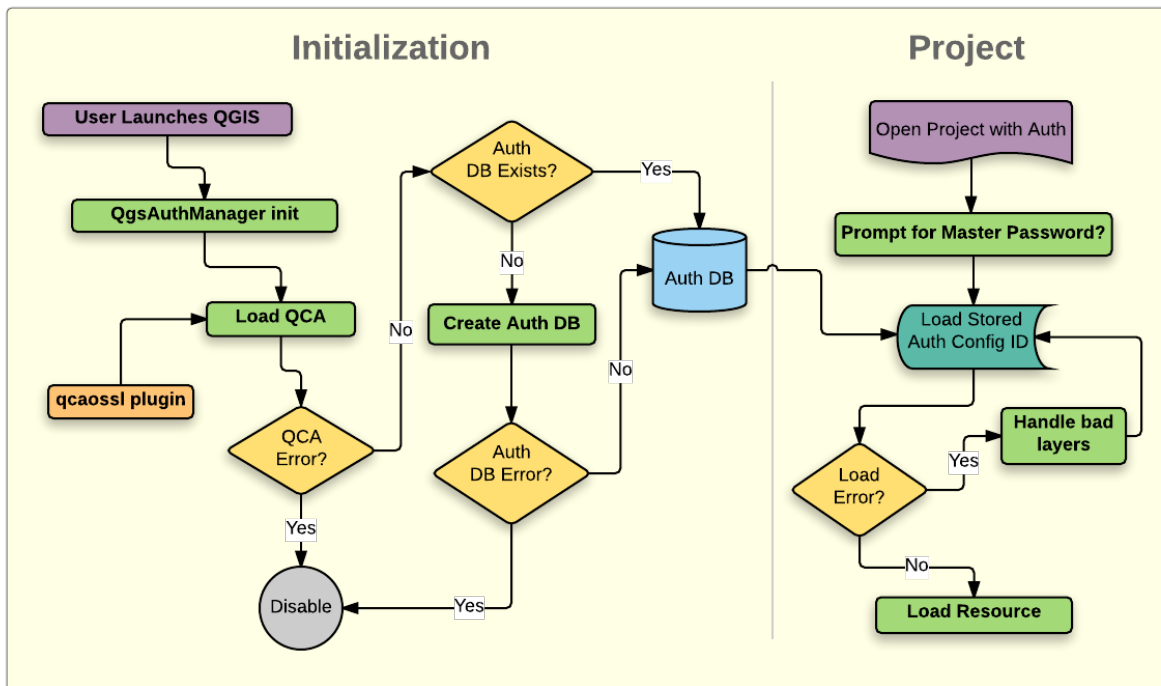 Initialization
Project
User Launches QGIS
QgsAuthManager init
Load QCA
qcaossl plugin
QCA
Error?
Yes
No
Disable
Auth
DB Exists?
Yes
No
Create Auth DB
Auth
DB Error?
No
Yes
Auth DB
Open Project with Auth
Prompt for Master Password?
Load Stored
Auth Config ID
Load
Error?
Yes
Handle bad
layers
No
Load Resource